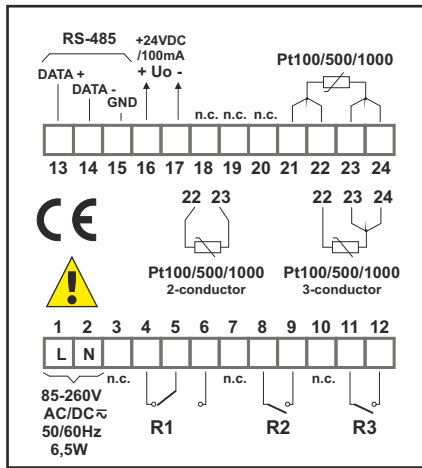 RS-485
+24VDC
/100mA
Pt100/500/1000
DATA +
+ Uo -
DATA -
GND
n.c. n.c. n.c.
13 14 15 16 17 18 19 20 21 22 23 24
22 23
22 23 24
CE
Pt100/500/1000
2-conductor
Pt100/500/1000
3-conductor
1 2 3 4 5 6 7 8 9 10 11 12
L N
n.c.
n.c.
n.c.
85-260V
AC/DC⎓
50/60Hz
6,5W
R1
R2
R3